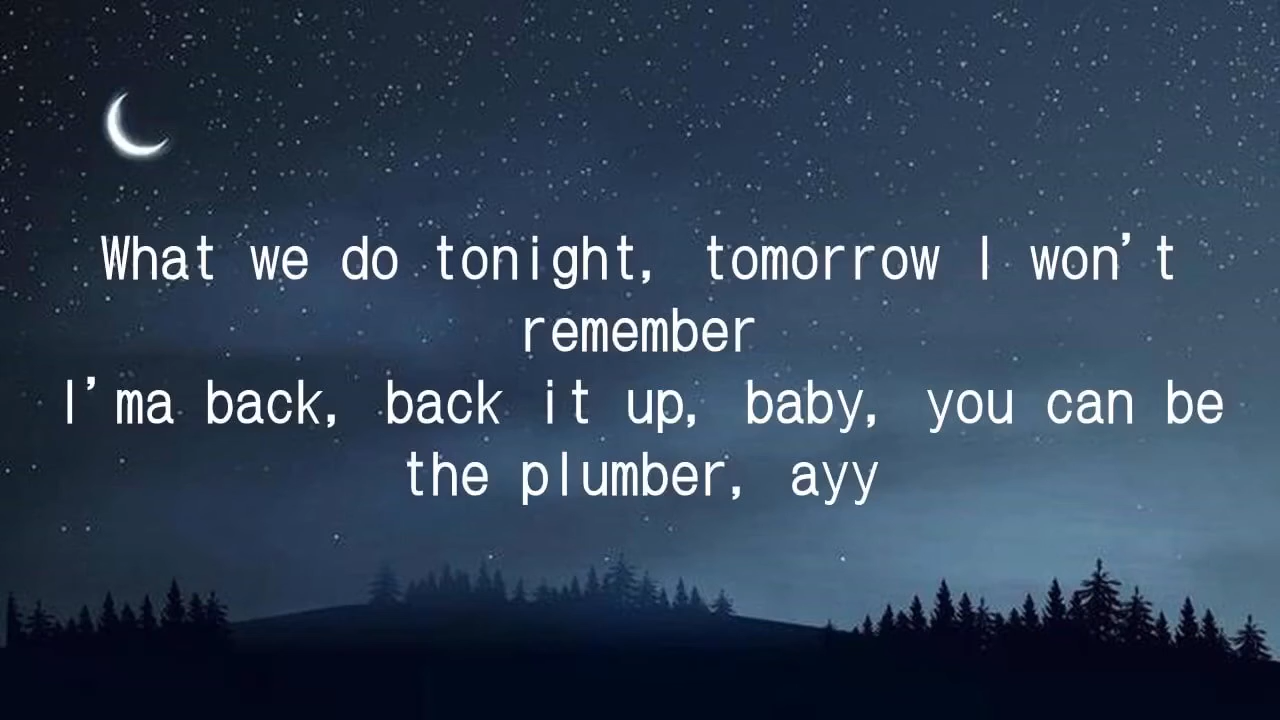 What we do tonight, tomorrow I won't
remember
I'ma back, back it up, baby, you can be
the plumber, ayy